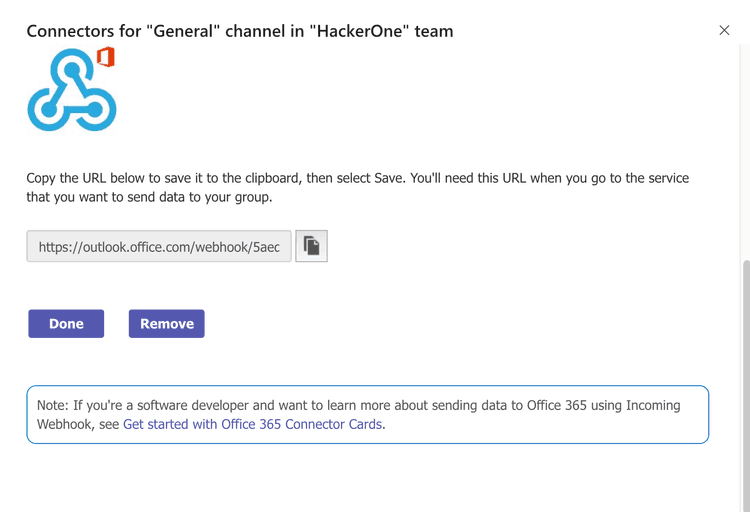 Connectors for "General" channel in "HackerOne" team
Copy the URL below to save it to the clipboard, then select Save. You'll need this URL when you go to the service
that you want to send data to your group.
https://outlook.office.com/webhook/5aec
Done Remove
Note: If you're a software developer and want to learn more about sending data to Office 365 using Incoming
Webhook, see Get started with Office 365 Connector Cards.